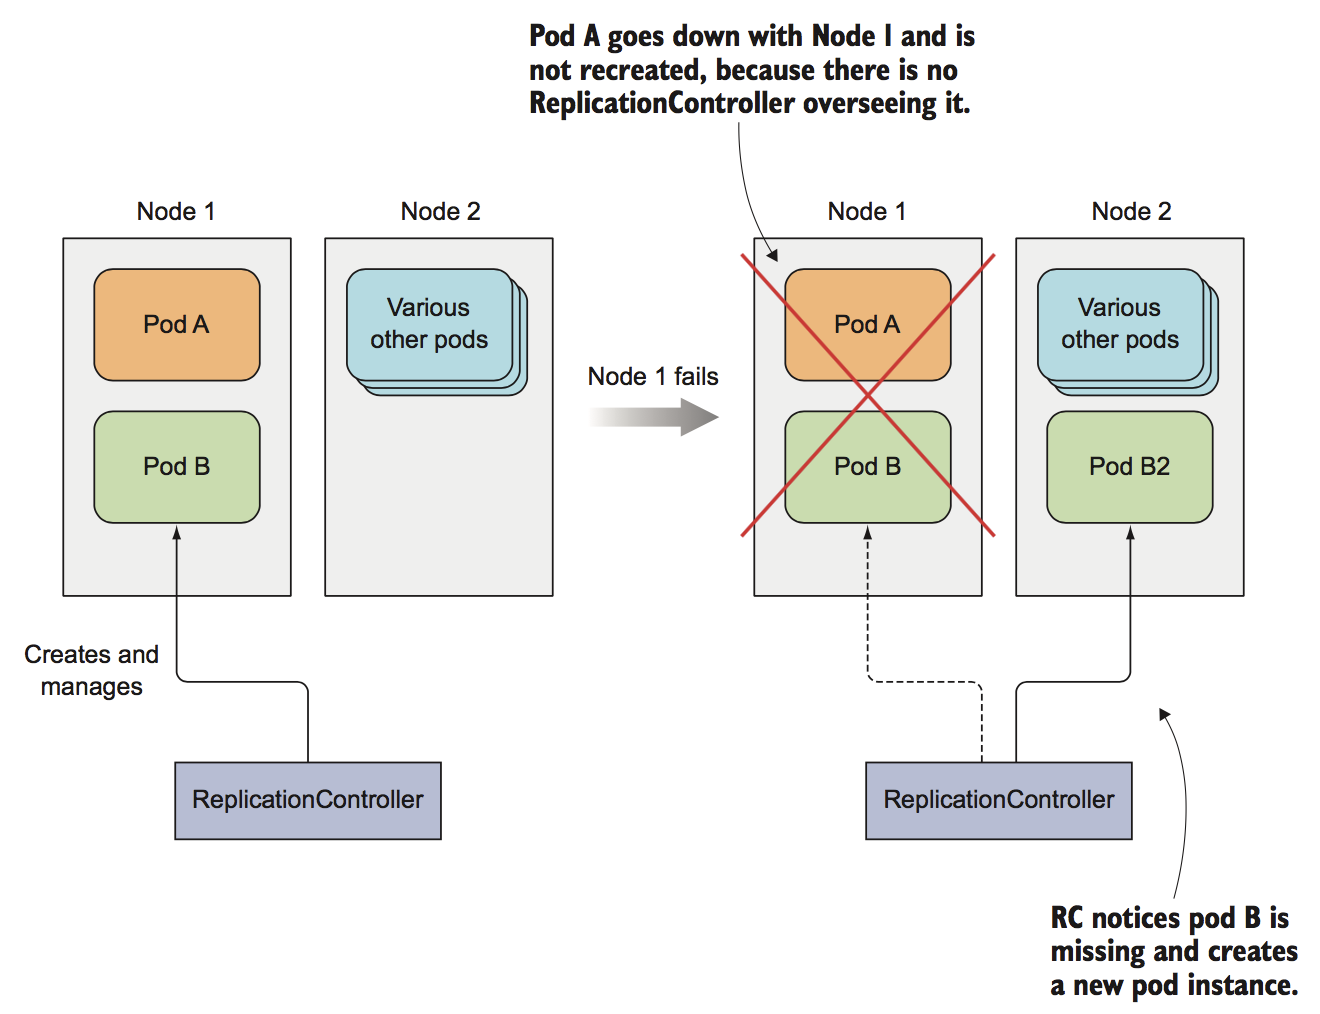 Pod A goes down with Node 1 and is
not recreated, because there is no
ReplicationController overseeing it.
Node 1
Node 2
Node 1
Node 2
Pod A
Various
other pods
Node 1 fails
Pod A
Various
other pods
Pod B
Pod B
Pod B2
Creates and
manages
ReplicationController
ReplicationController
RC notices pod B is
missing and creates
a new pod instance.